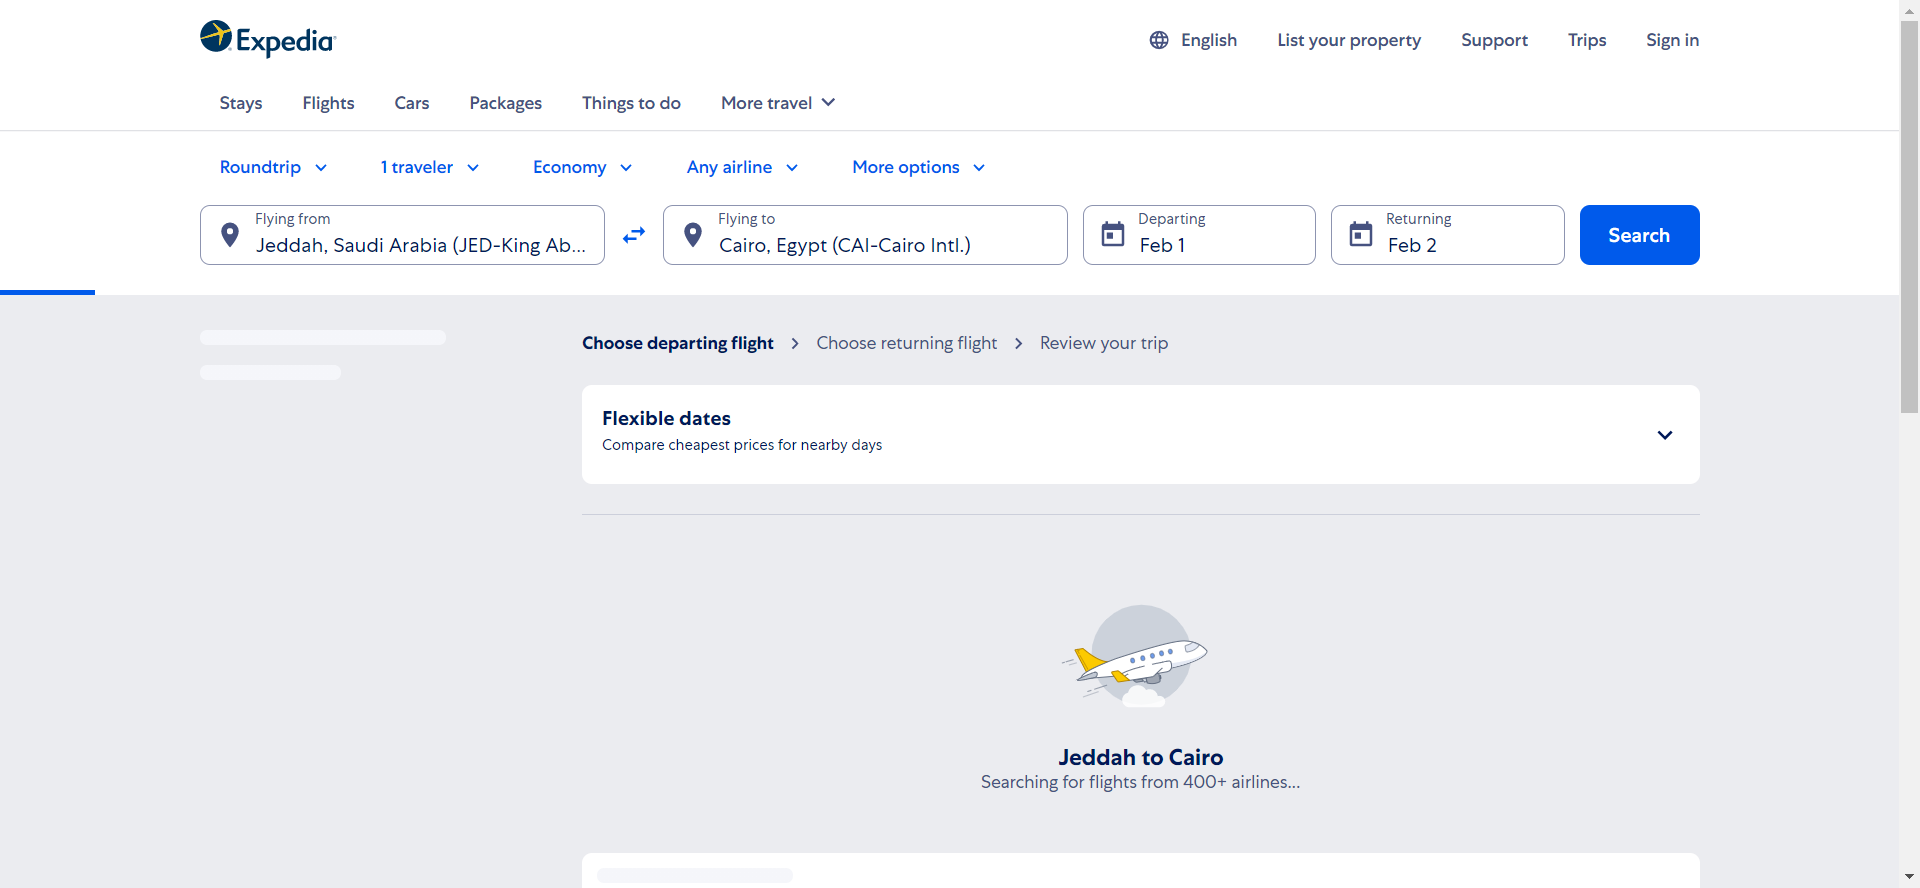 Expedia
English
List your property
Support
Trips
Sign in
Stays
Flights
Cars
Packages
Things to do
More travel
Roundtrip
1 traveler
Economy
Any airline
More options
Flying from
Jeddah, Saudi Arabia (JED-King Ab...
Flying to
Cairo, Egypt (CAI-Cairo Intl.)
Departing
Feb 1
Returning
Feb 2
Search
Choose departing flight
Choose returning flight
Review your trip
Flexible dates
Compare cheapest prices for nearby days
Jeddah to Cairo
Searching for flights from 400+ airlines...